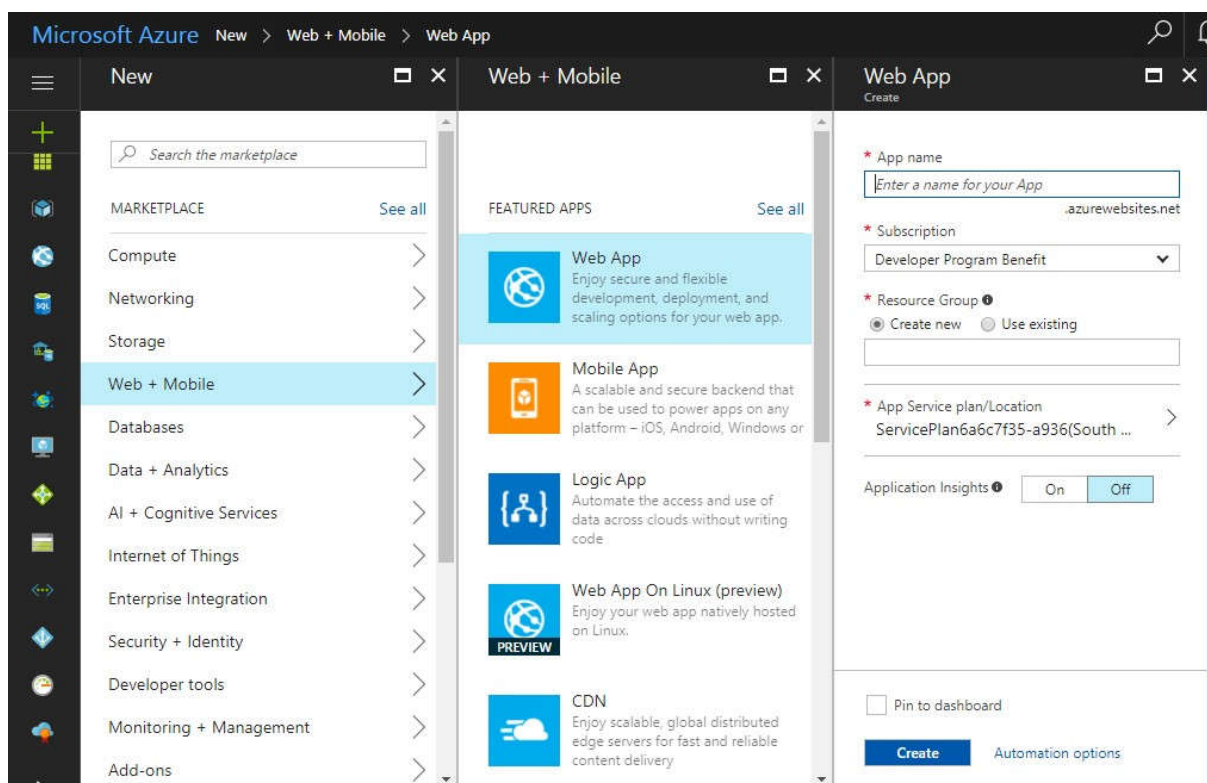 Microsoft Azure New > Web + Mobile > Web App
New
Search the marketplace
MARKETPLACE See all
Compute
Networking
Storage
Web + Mobile
Databases
Data + Analytics
AI + Cognitive Services
Internet of Things
Enterprise Integration
Security + Identity
Developer tools
Monitoring + Management
Add-ons
Web + Mobile
FEATURED APPS See all
Web App
Enjoy secure and flexible
development, deployment, and
scaling options for your web app.
Mobile App
A scalable and secure backend that
can be used to power apps on any
platform – iOS, Android, Windows or
Logic App
Automate the access and use of
data across clouds without writing
code
Web App On Linux (preview)
Enjoy your web app natively hosted
on Linux.
PREVIEW
CDN
Enjoy scalable, global distributed
edge servers for fast and reliable
content delivery
Web App
Create
* App name
Enter a name for your App
.azurewebsites.net
* Subscription
Developer Program Benefit
* Resource Group
Create new Use existing
* App Service plan/Location
ServicePlan6a6c7f35-a936(South ...
Application Insights On Off
Pin to dashboard
Create Automation options
SQL